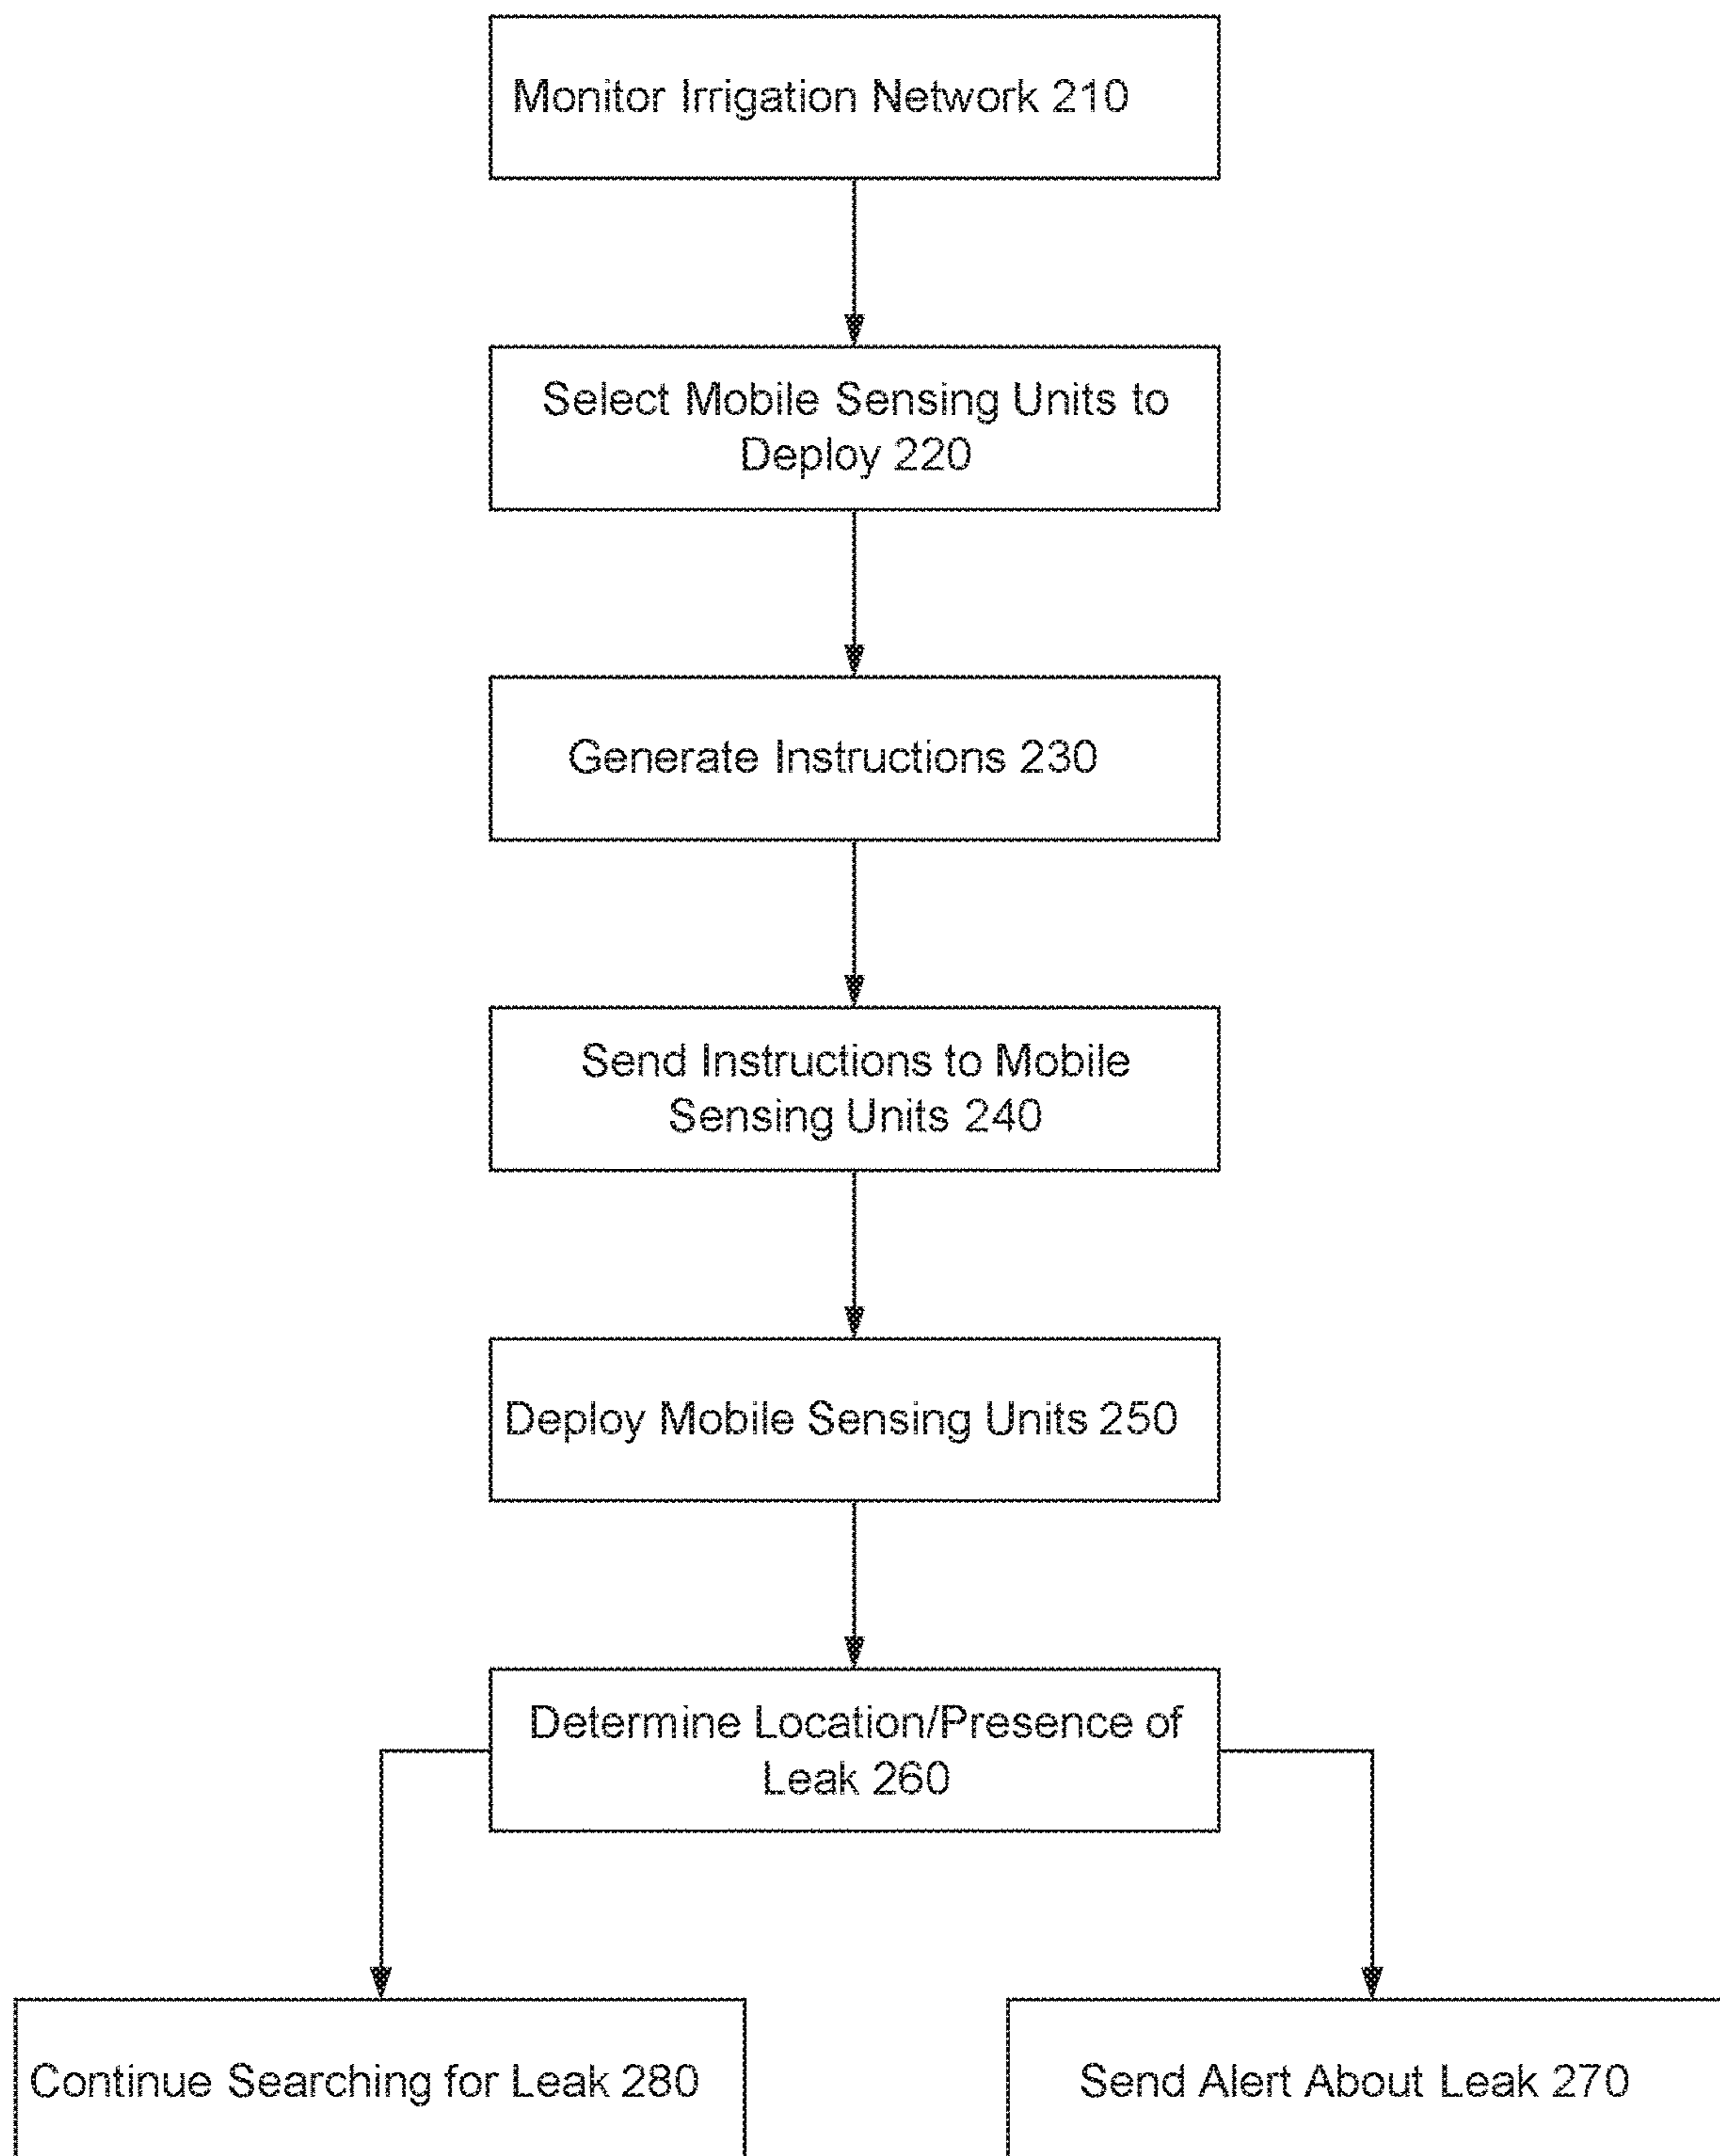 Monitor Irrigation Network 210
Select Mobile Sensing Units to
Deploy 220
Generate Instructions 230
Send Instructions to Mobile
Sensing Units 240
Deploy Mobile Sensing Units 250
Determine Location/Presence of
Leak 260
Continue Searching for Leak 280
Send Alert About Leak 270